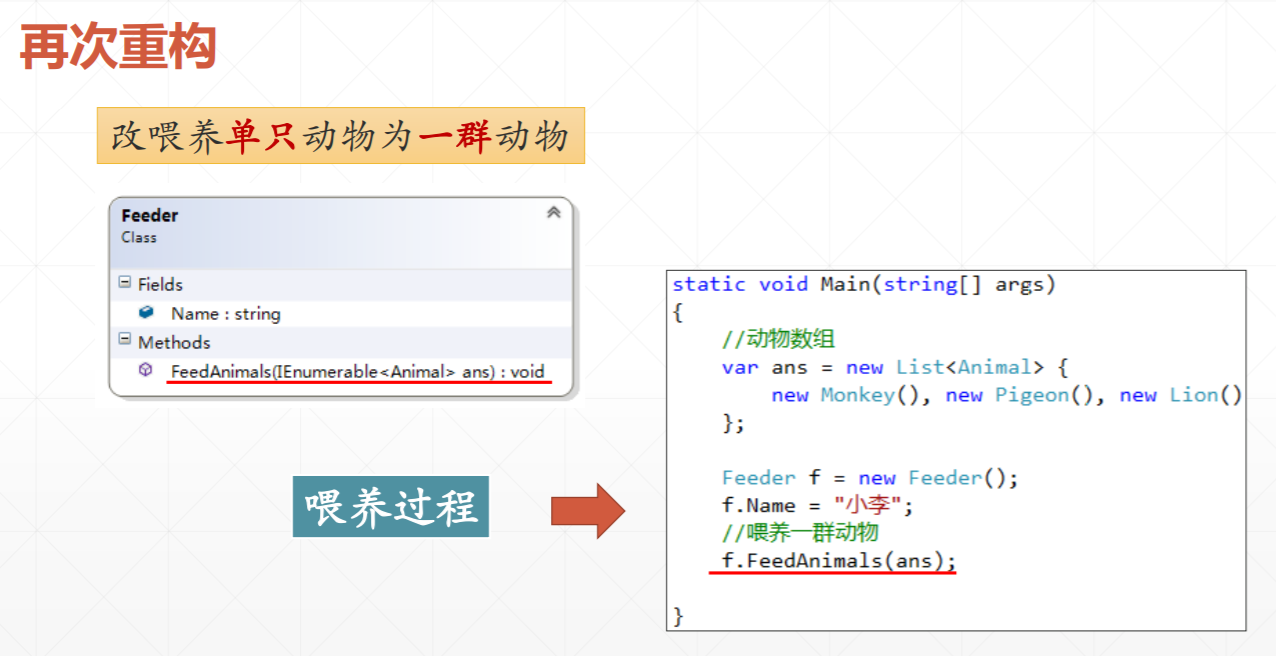 再次重构
改喂养单只动物为一群动物
Feeder
Class
Fields
Name : string
Methods
FeedAnimals(IEnumerable<Animal> ans) : void
喂养过程
static void Main(string[] args)
{
//动物数组
var ans = new List<Animal> {
new Monkey(), new Pigeon(), new Lion()
};
Feeder f = new Feeder();
f.Name = "小李";
//喂养一群动物
f.FeedAnimals(ans);
}